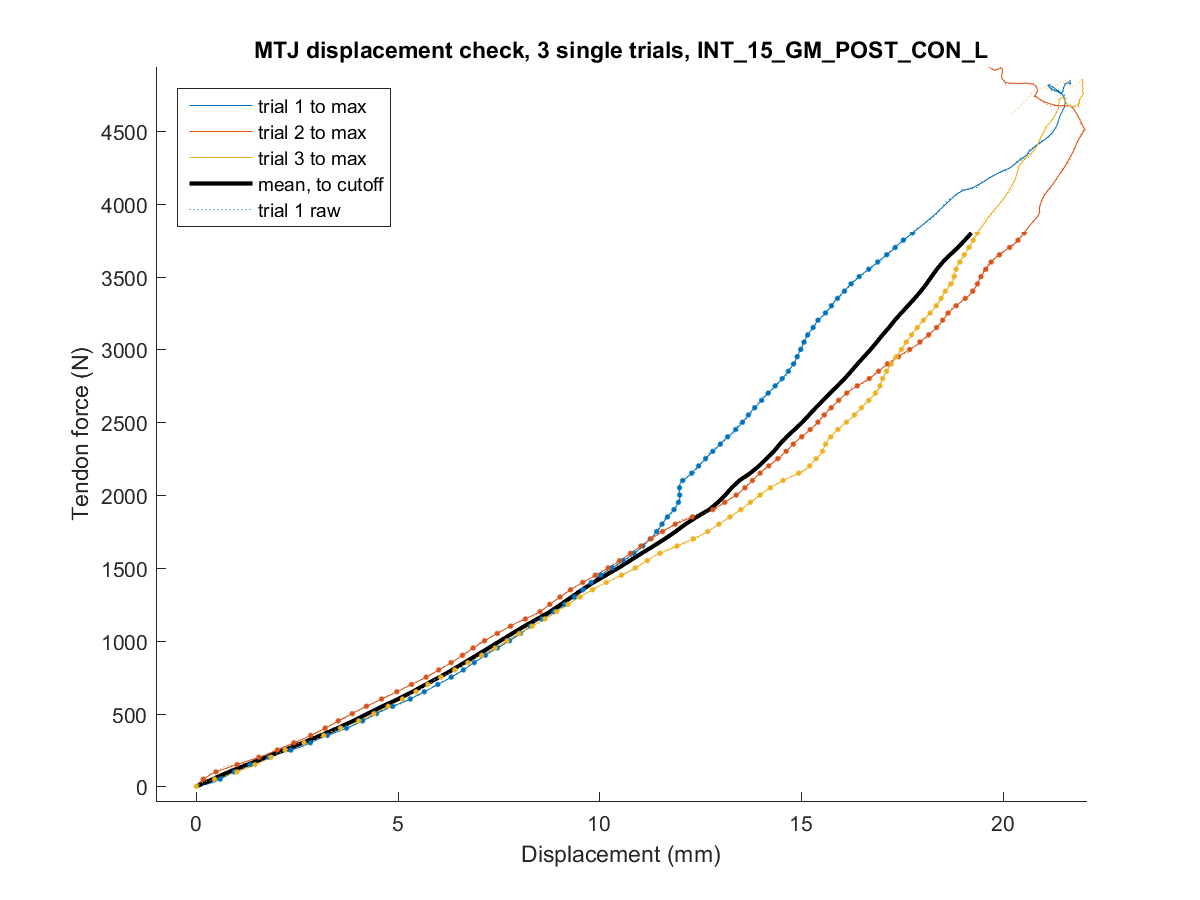 MTJ displacement check, 3 single trials, INT_15_GM_POST_CON_L
trial 1 to max
trial 2 to max
trial 3 to max
mean, to cutoff
trial 1 raw
Tendon force (N)
4500
4000
3500
3000
2500
2000
1500
1000
500
0
0 5 10 15 20
Displacement (mm)